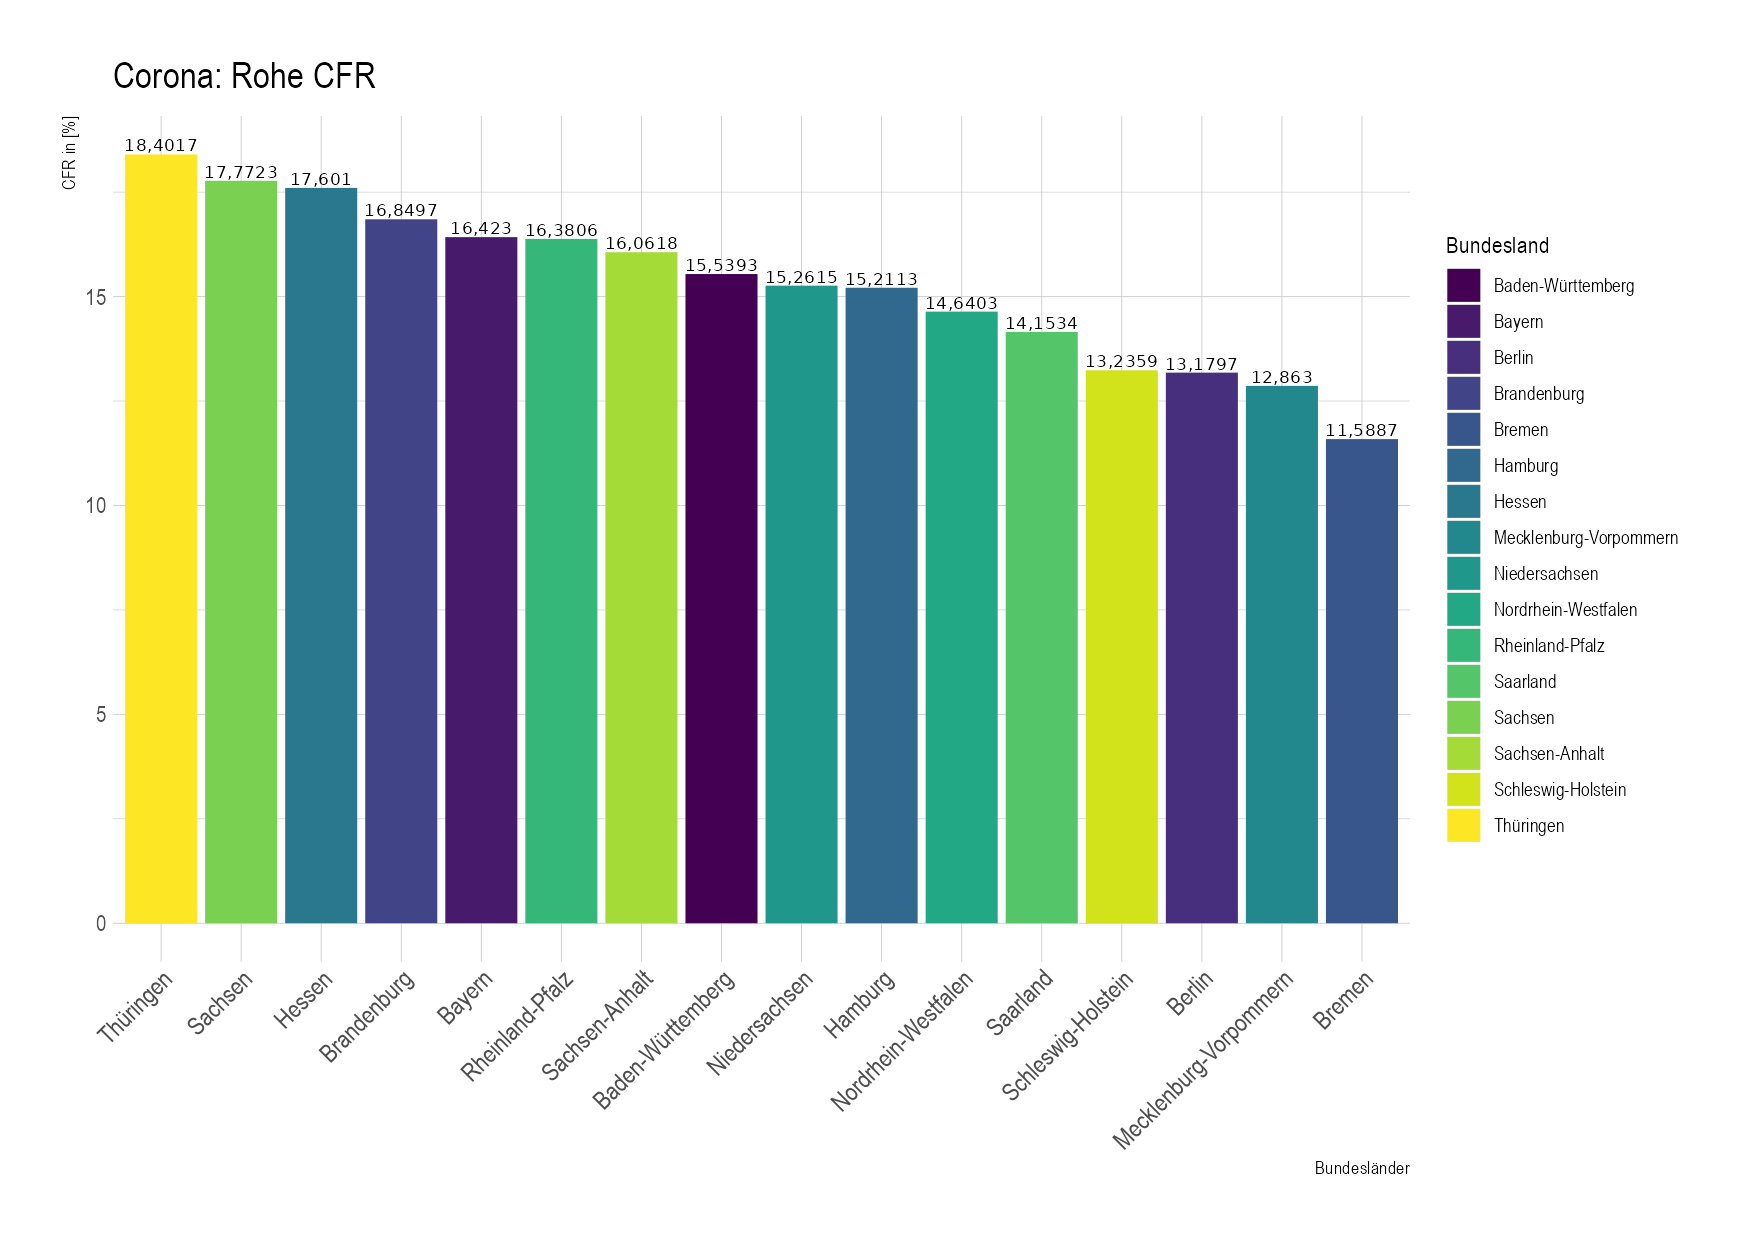 Corona: Rohe CFR
CFR in [%]
18,4017
17,7723
17,601
16,8497
16,423
16,3806
16,0618
15,5393
15,2615
15,2113
14,6403
14,1534
13,2359
13,1797
12,863
11,5887
15
10
5
0
Thüringen
Sachsen
Hessen
Brandenburg
Bayern
Rheinland-Pfalz
Sachsen-Anhalt
Baden-Württemberg
Niedersachsen
Hamburg
Nordrhein-Westfalen
Saarland
Schleswig-Holstein
Berlin
Mecklenburg-Vorpommern
Bremen
Bundesländer
Bundesland
Baden-Württemberg
Bayern
Berlin
Brandenburg
Bremen
Hamburg
Hessen
Mecklenburg-Vorpommern
Niedersachsen
Nordrhein-Westfalen
Rheinland-Pfalz
Saarland
Sachsen
Sachsen-Anhalt
Schleswig-Holstein
Thüringen